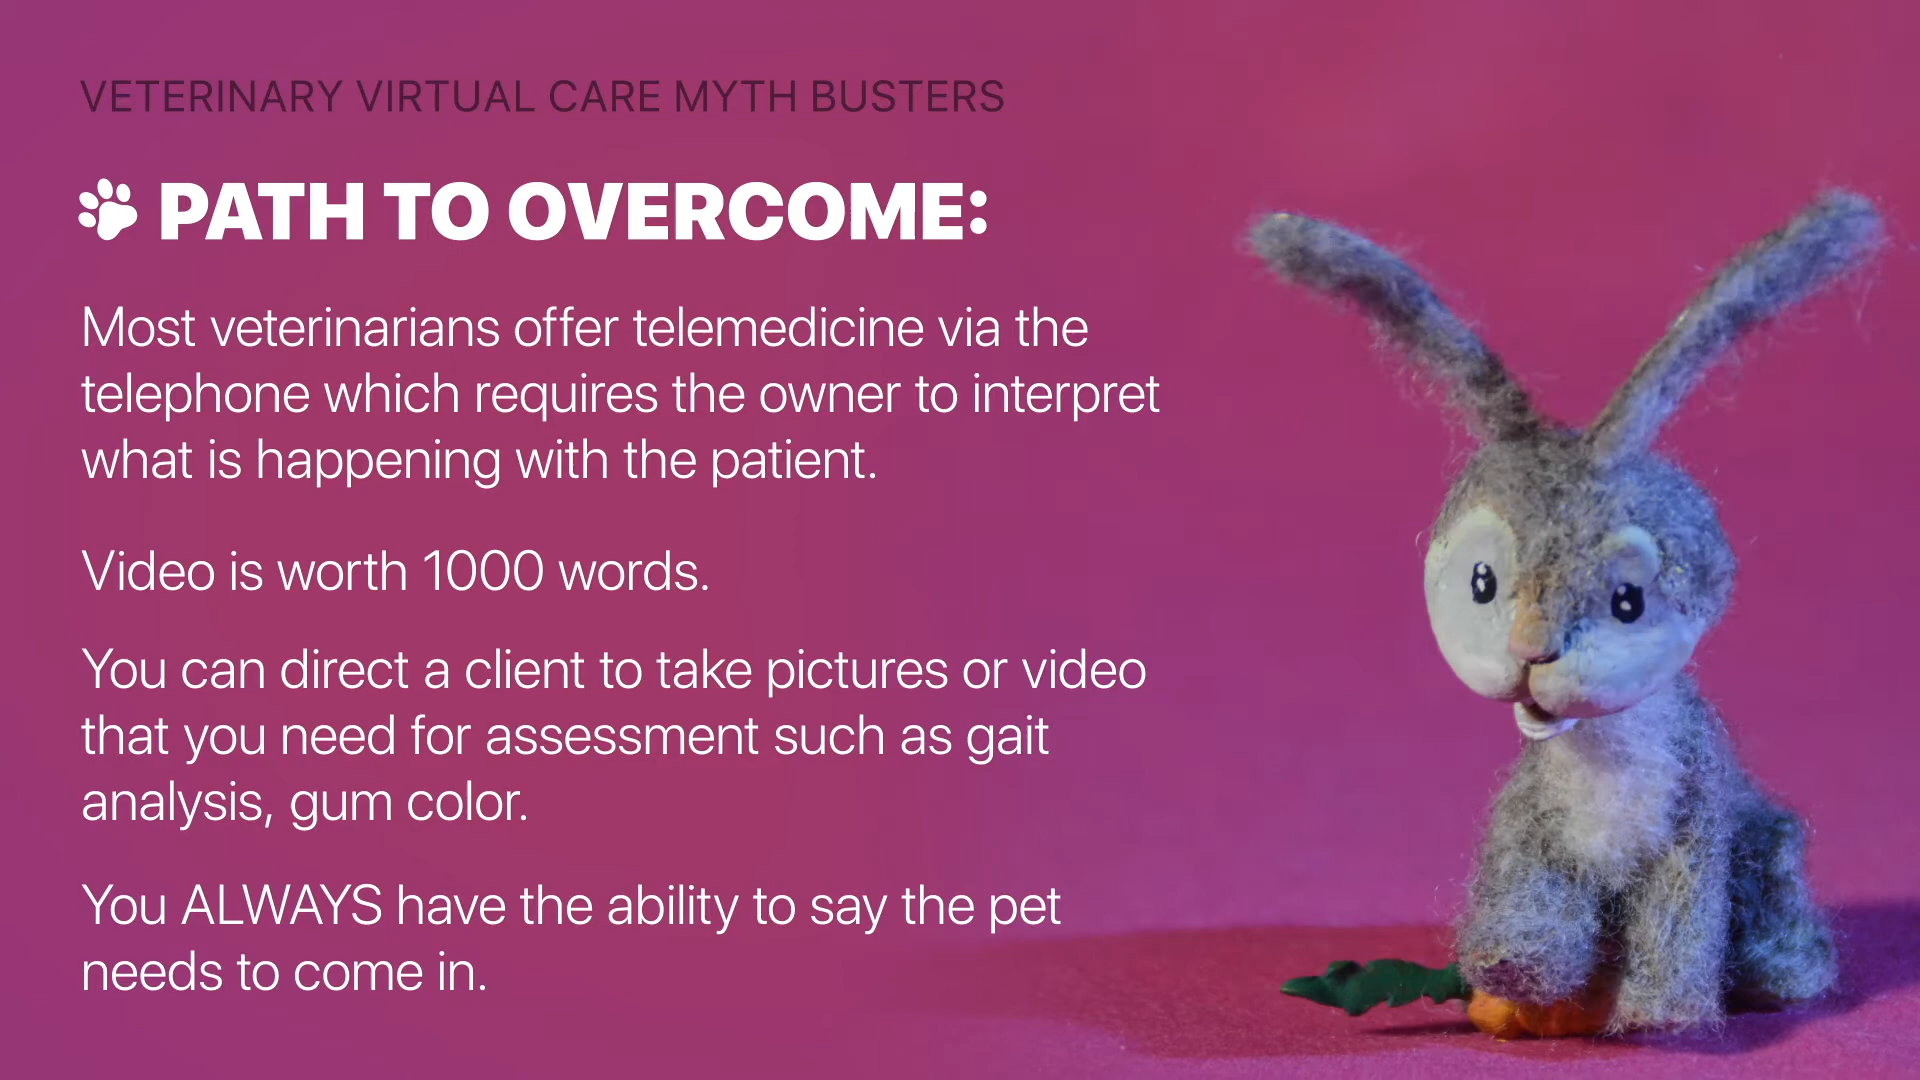 VETERINARY VIRTUAL CARE MYTH BUSTERS
PATH TO OVERCOME:
Most veterinarians offer telemedicine via the
telephone which requires the owner to interpret
what is happening with the patient.
Video is worth 1000 words.
You can direct a client to take pictures or video
that you need for assessment such as gait
analysis, gum color.
You ALWAYS have the ability to say the pet
needs to come in.